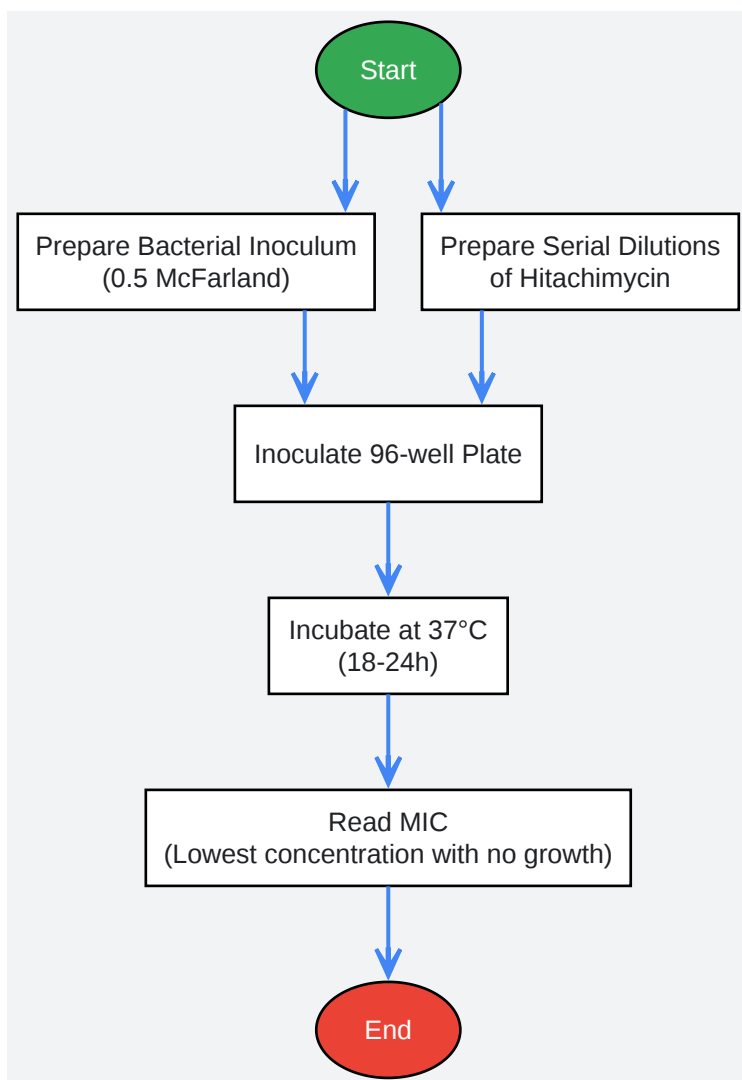 Start
Prepare Bacterial Inoculum
(0.5 McFarland)
Prepare Serial Dilutions
of Hitachimycin
Inoculate 96-well Plate
Incubate at 37°C
(18-24h)
Read MIC
(Lowest concentration with no growth)
End